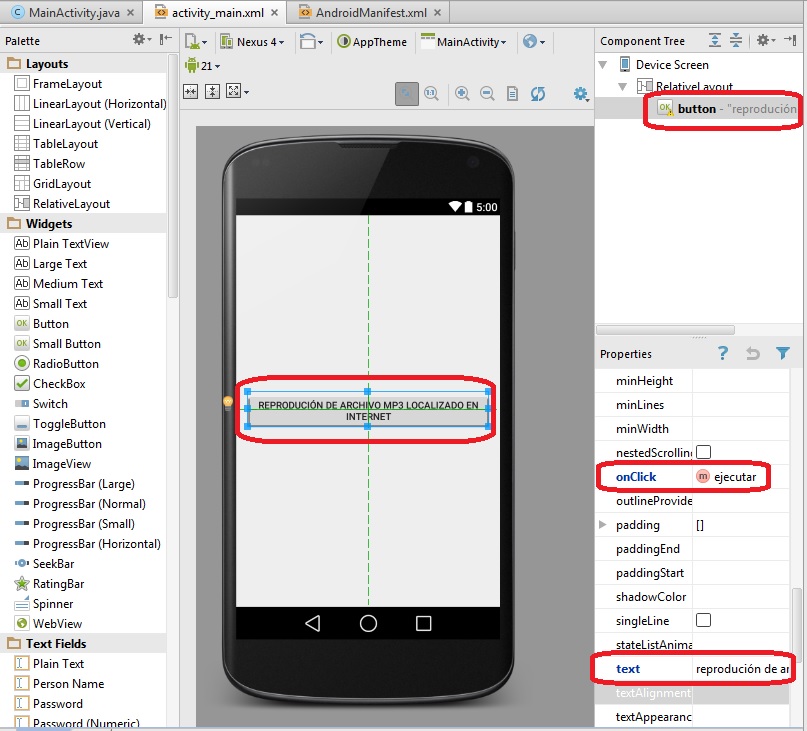 MainActivity.java
activity_main.xml
AndroidManifest.xml
Palette
Nexus 4
AppTheme
MainActivity
21
Layouts
FrameLayout
LinearLayout (Horizontal)
LinearLayout (Vertical)
TableLayout
TableRow
GridLayout
RelativeLayout
Widgets
Plain TextView
Large Text
Medium Text
Small Text
Button
Small Button
RadioButton
CheckBox
Switch
ToggleButton
ImageButton
ImageView
ProgressBar (Large)
ProgressBar (Normal)
ProgressBar (Small)
ProgressBar (Horizontal)
SeekBar
RatingBar
Spinner
WebView
Text Fields
Plain Text
Person Name
Password
Password (Numeric)
5:00
REPRODUCIÓN DE ARCHIVO MP3 LOCALIZADO EN
INTERNET
Component Tree
Device Screen
RelativeLayout
button - "reprodución
Properties
minHeight
minLines
minWidth
nestedScrolling
onClick ejecutar
outlineProvide
padding []
paddingEnd
paddingStart
shadowColor
singleLine
stateListAnima
text reprodución de ar
textAlignment
textAppearanc